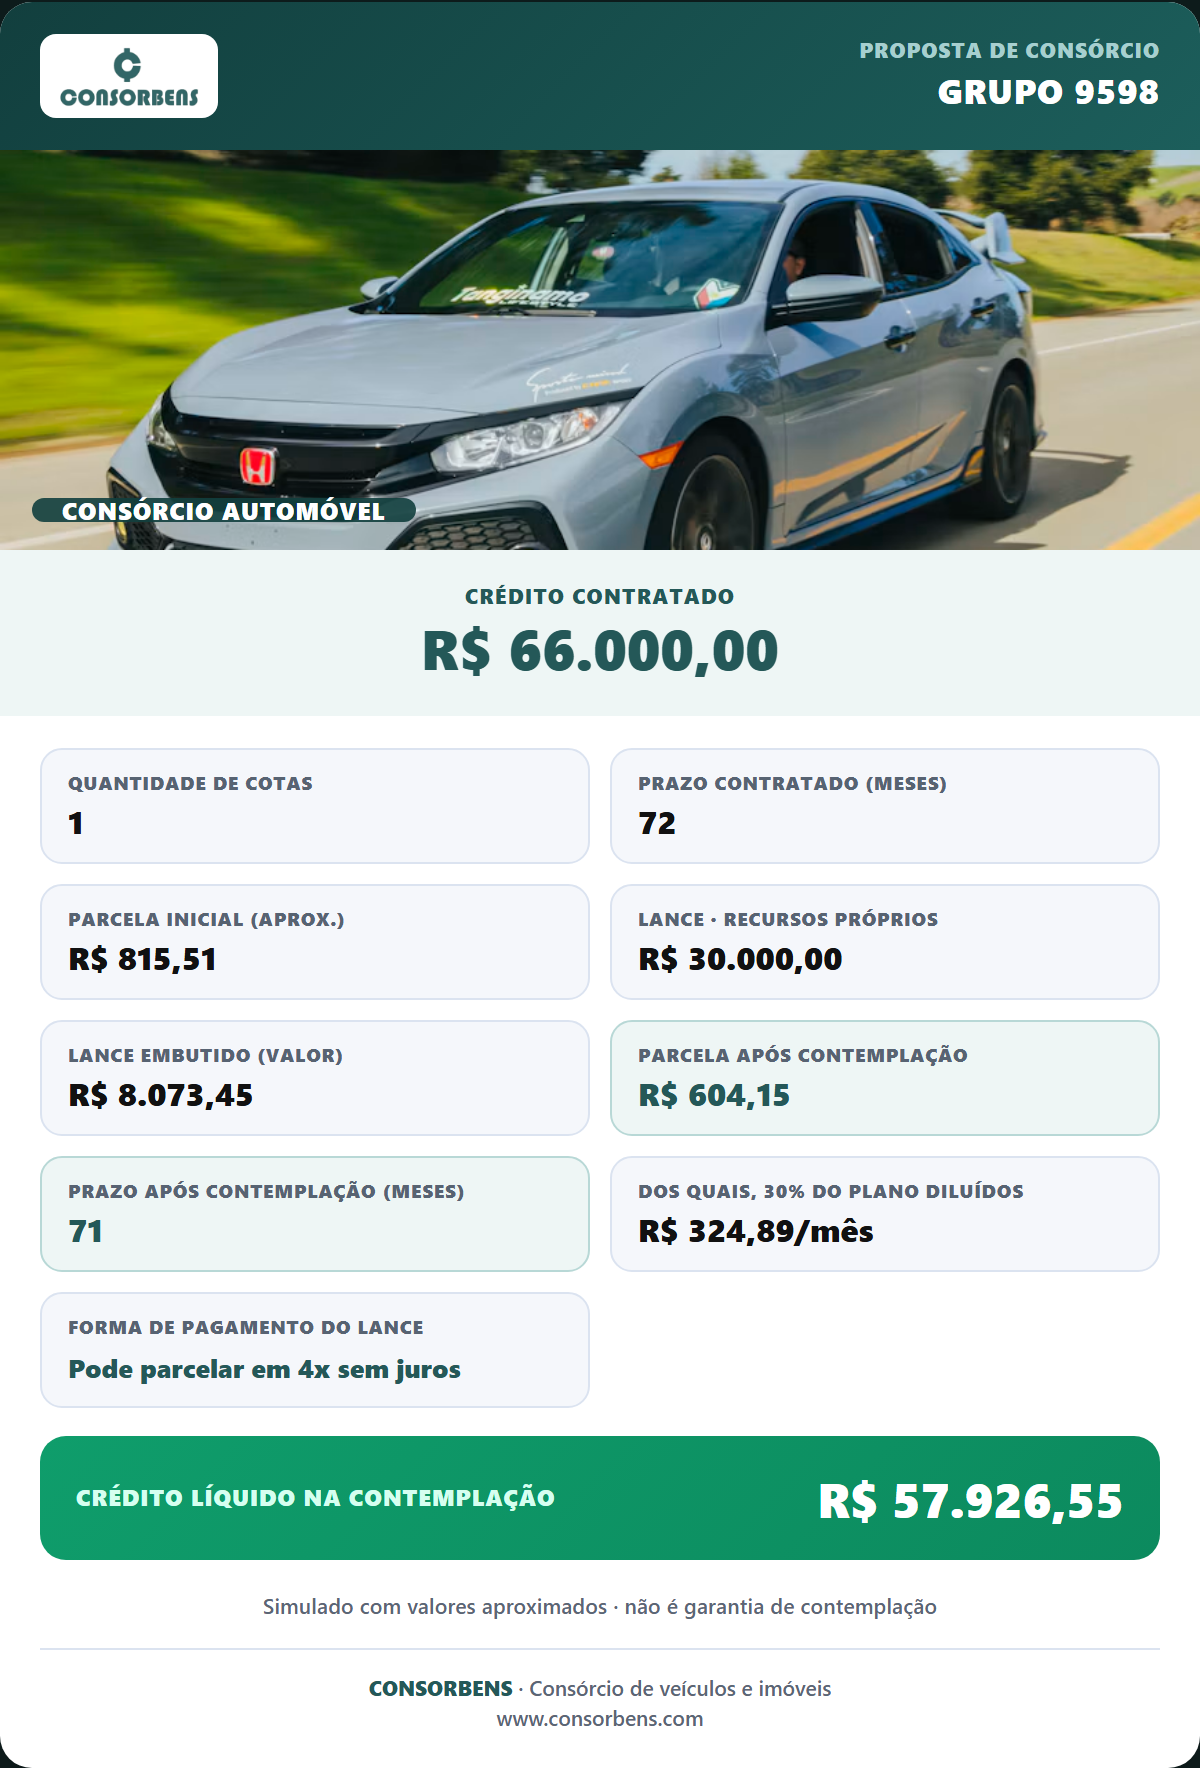 CONSORBENS
PROPOSTA DE CONSÓRCIO
GRUPO 9598
Tanginamo
CONSÓRCIO AUTOMÓVEL
CRÉDITO CONTRATADO
R$ 66.000,00
QUANTIDADE DE COTAS
1
PRAZO CONTRATADO (MESES)
72
PARCELA INICIAL (APROX.)
R$ 815,51
LANCE · RECURSOS PRÓPRIOS
R$ 30.000,00
LANCE EMBUTIDO (VALOR)
R$ 8.073,45
PARCELA APÓS CONTEMPLAÇÃO
R$ 604,15
PRAZO APÓS CONTEMPLAÇÃO (MESES)
71
DOS QUAIS, 30% DO PLANO DILUÍDOS
R$ 324,89/mês
FORMA DE PAGAMENTO DO LANCE
Pode parcelar em 4x sem juros
CRÉDITO LÍQUIDO NA CONTEMPLAÇÃO
R$ 57.926,55
Simulado com valores aproximados · não é garantia de contemplação
CONSORBENS · Consórcio de veículos e imóveis
www.consorbens.com